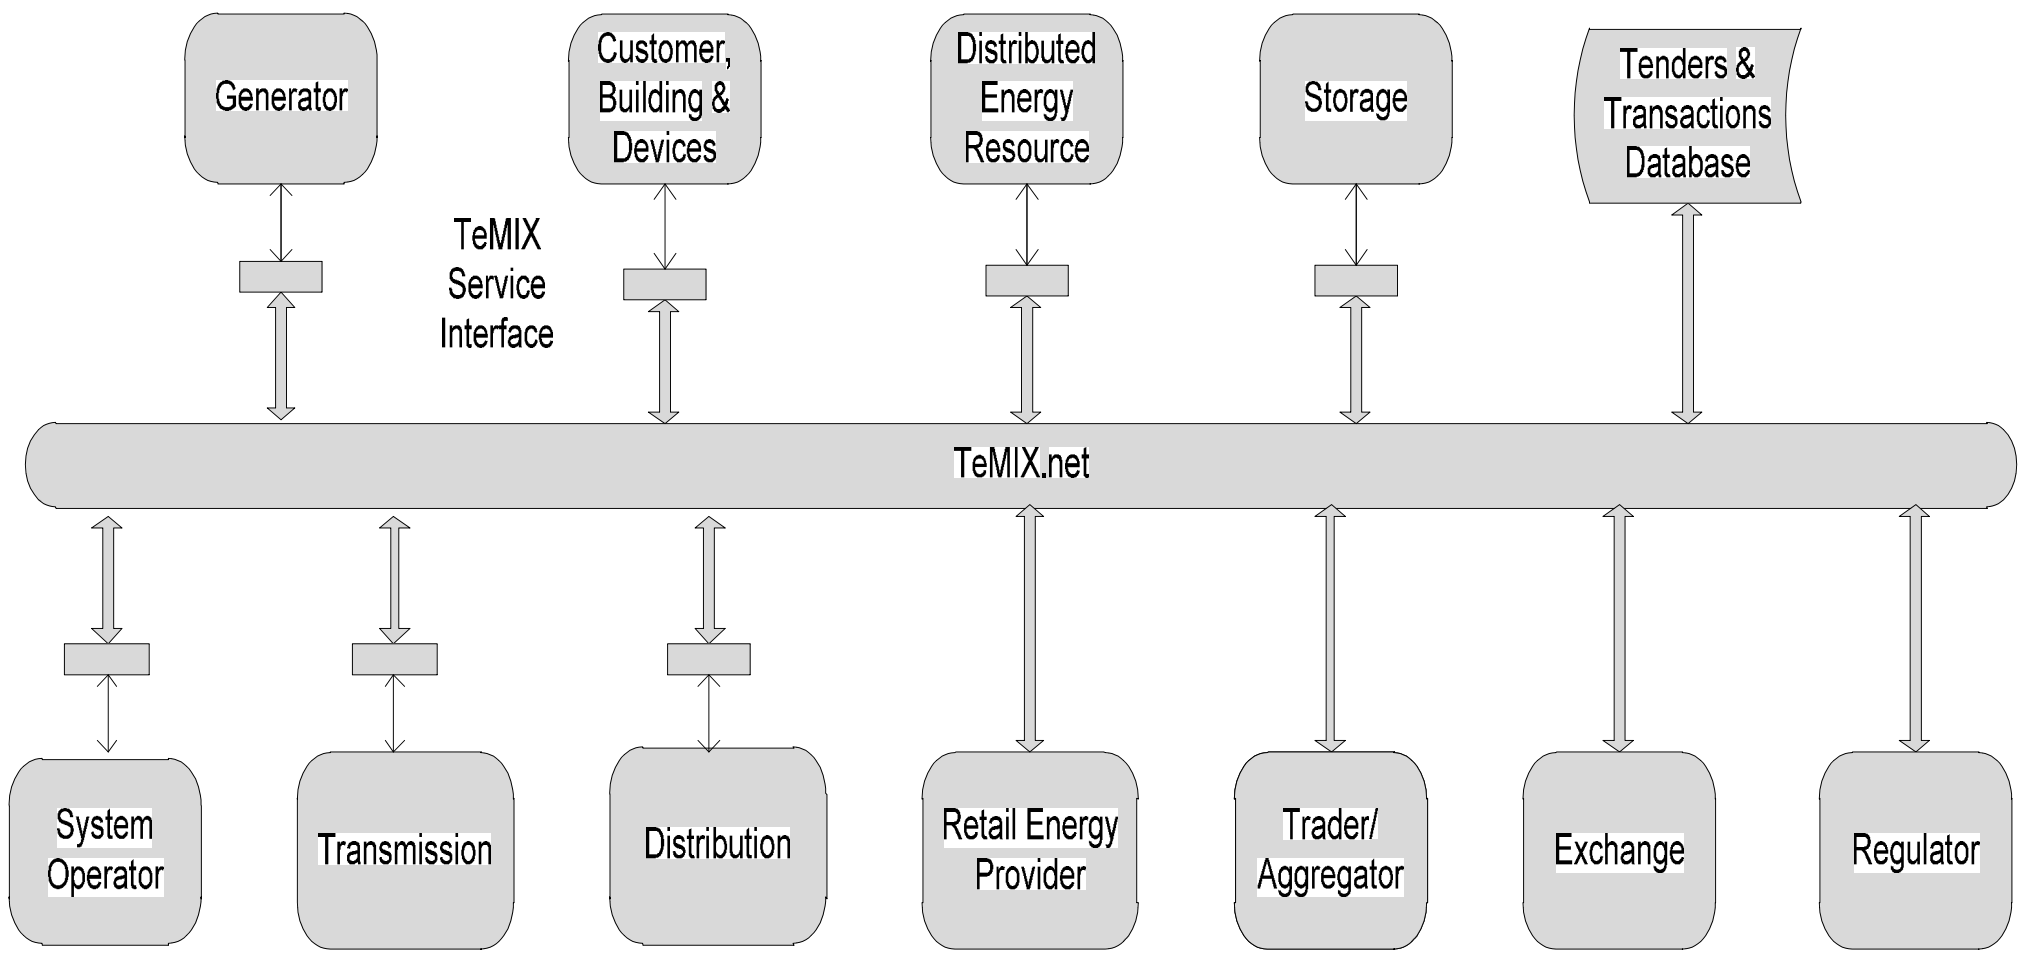 Generator
Customer,
Building &
Devices
Distributed
Energy
Resource
Storage
Tenders &
Transactions
Database
TeMIX
Service
Interface
TeMIX.net
System
Operator
Transmission
Distribution
Retail Energy
Provider
Trader/
Aggregator
Exchange
Regulator